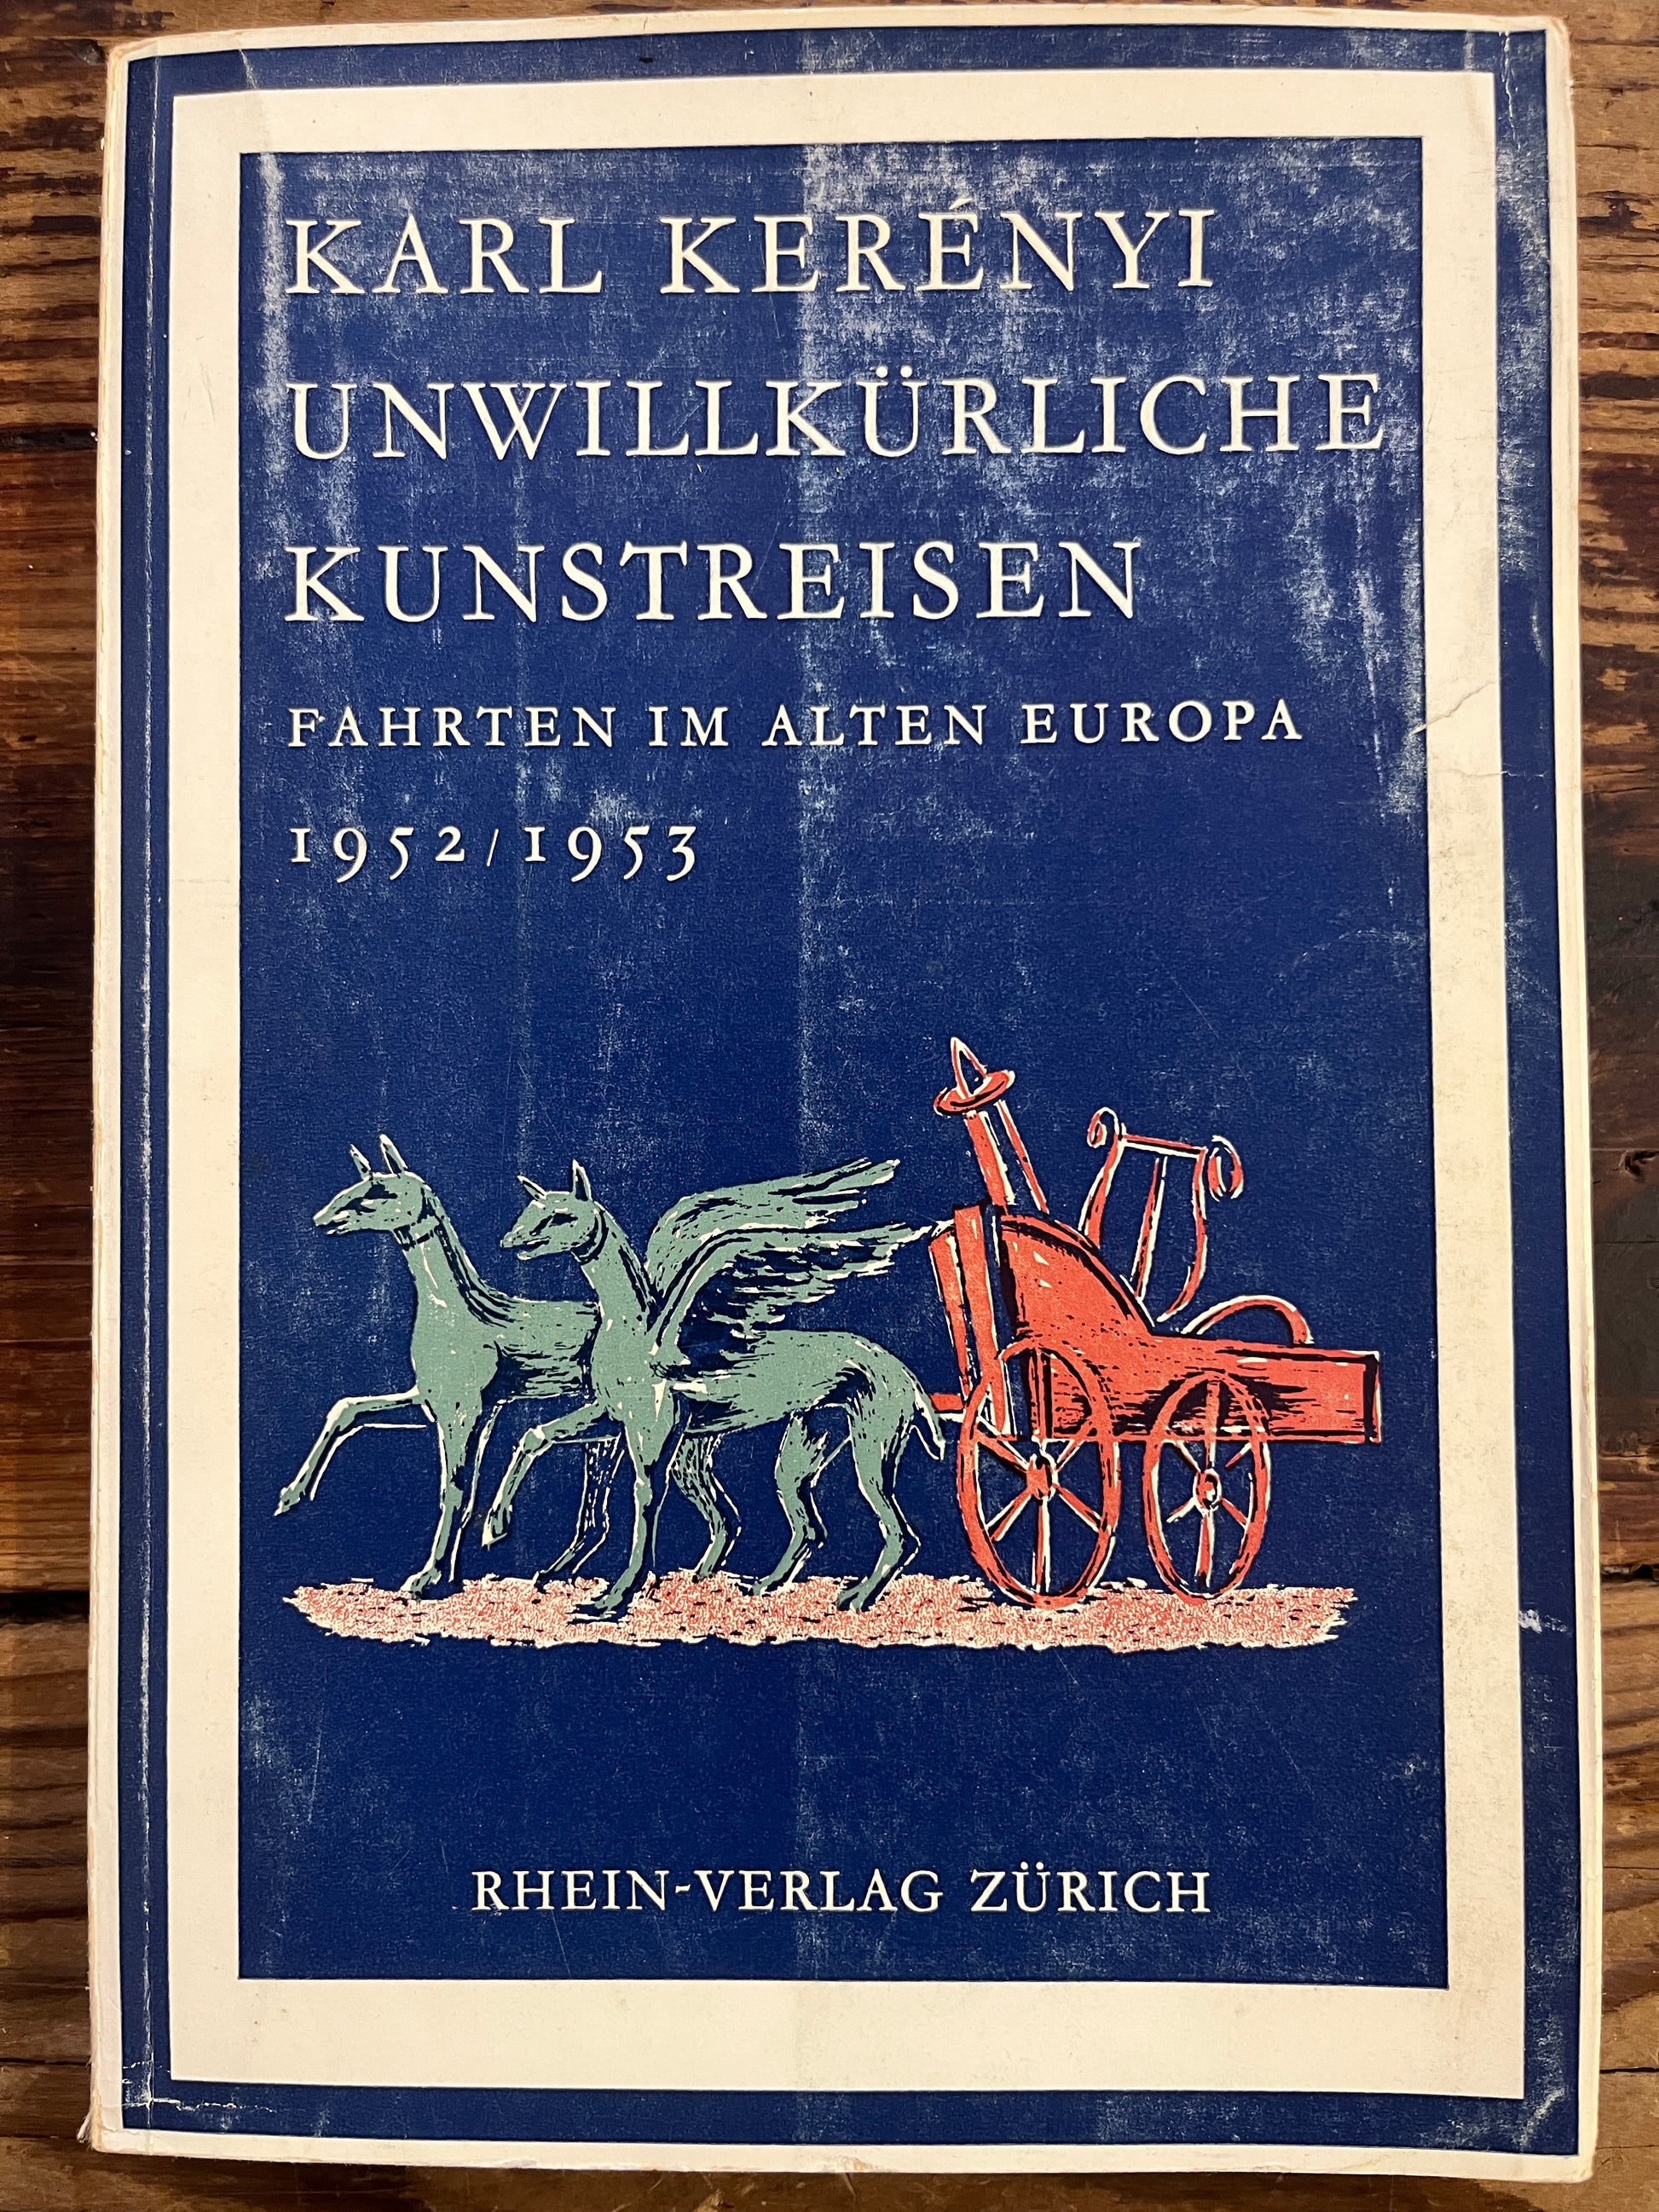 KARL KERÉNYI
UNWILLKÜRLICHE
KUNSTREISEN
FAHRTEN IM ALTEN EUROPA
1952/1953
RHEIN-VERLAG ZÜRICH